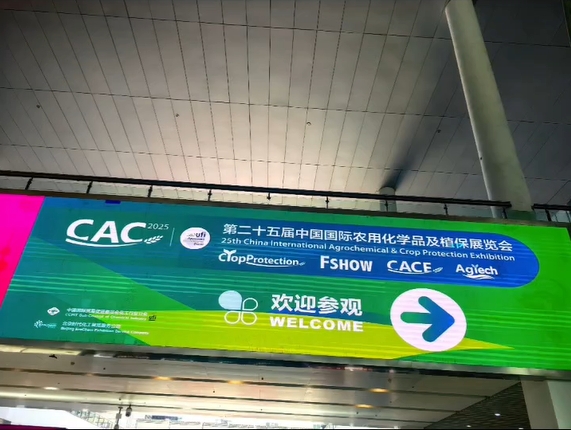 CAC 2025
ufi
第二十五届中国国际农用化学品及植保展览会
25th China International Agrochemical & Crop Protection Exhibition
CropProtection
FSHOW
CACE
AgTech
欢迎参观
WELCOME